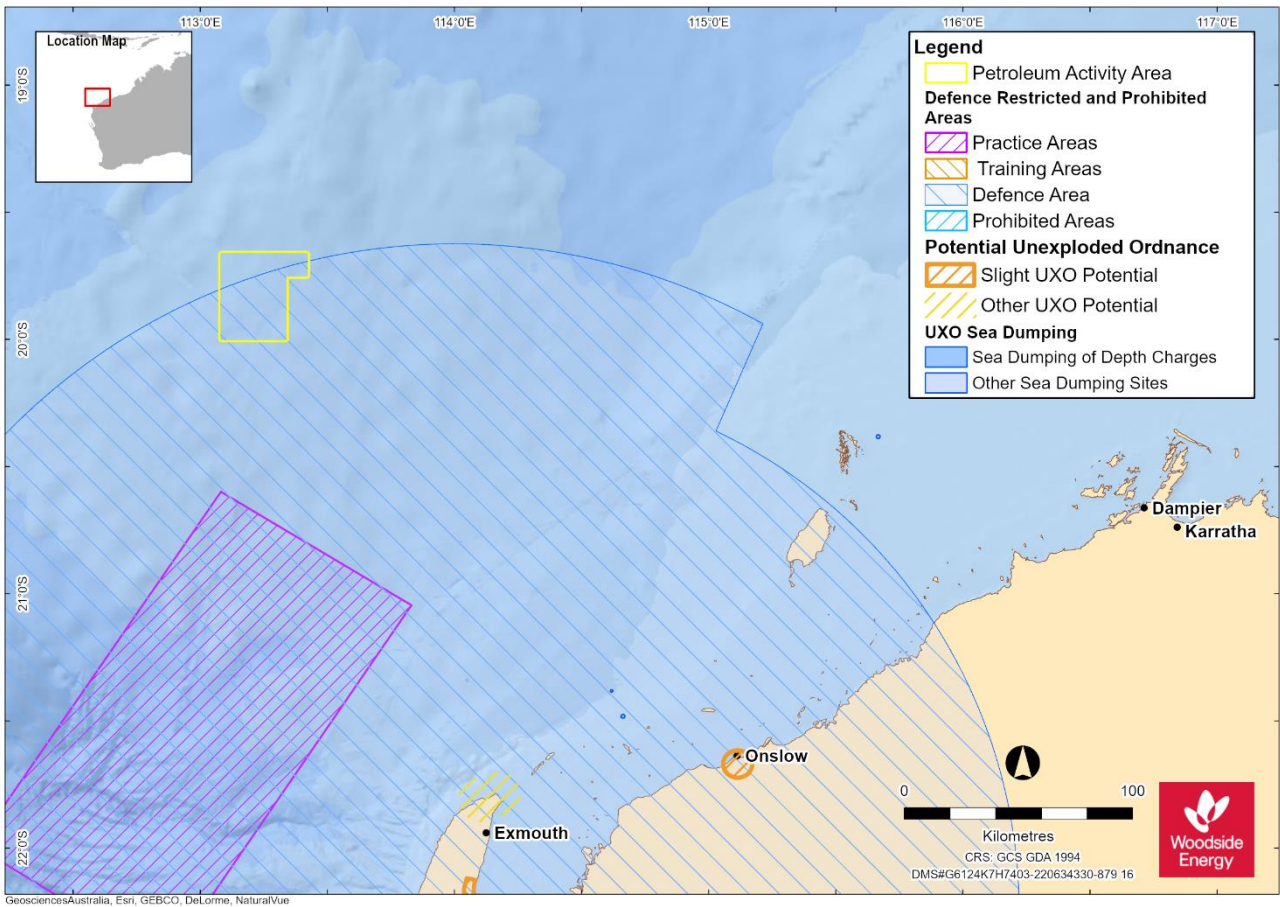 113°0'E
114°0'E
115°0'E
116°0'E
117°0'E
Location Map
19°0'S
20°0'S
21°0'S
22°0'S
Legend
Petroleum Activity Area
Defence Restricted and Prohibited
Areas
Practice Areas
Training Areas
Defence Area
Prohibited Areas
Potential Unexploded Ordnance
Slight UXO Potential
Other UXO Potential
UXO Sea Dumping
Sea Dumping of Depth Charges
Other Sea Dumping Sites
Dampier
Karratha
Onslow
Exmouth
0 100
Kilometres
CRS: GCS GDA 1994
DMS#G6124K7H7403-220634330-879 16
Woodside
Energy
GeosciencesAustralia, Esri, GEBCO, DeLorme, NaturalVue